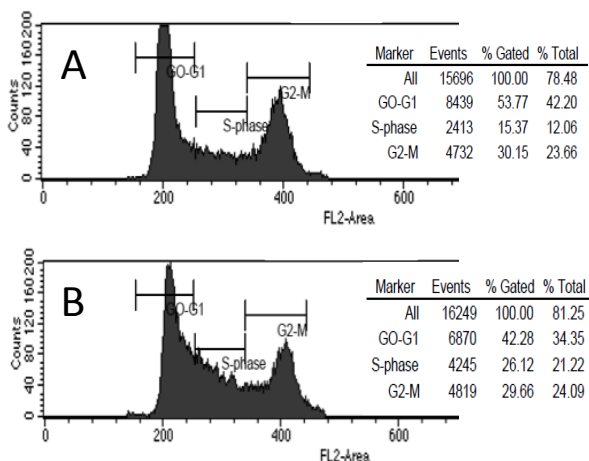 A
Counts
0 40 80 120 160 200
GO-G1
S-phase
G2-M
0 200 400 600
FL2-Area
Marker Events % Gated % Total
All 15696 100.00 78.48
GO-G1 8439 53.77 42.20
S-phase 2413 15.37 12.06
G2-M 4732 30.15 23.66
B
Counts
0 40 80 120 160 200
GO-G1
S-phase
G2-M
0 200 400 600
FL2-Area
Marker Events % Gated % Total
All 16249 100.00 81.25
GO-G1 6870 42.28 34.35
S-phase 4245 26.12 21.22
G2-M 4819 29.66 24.09